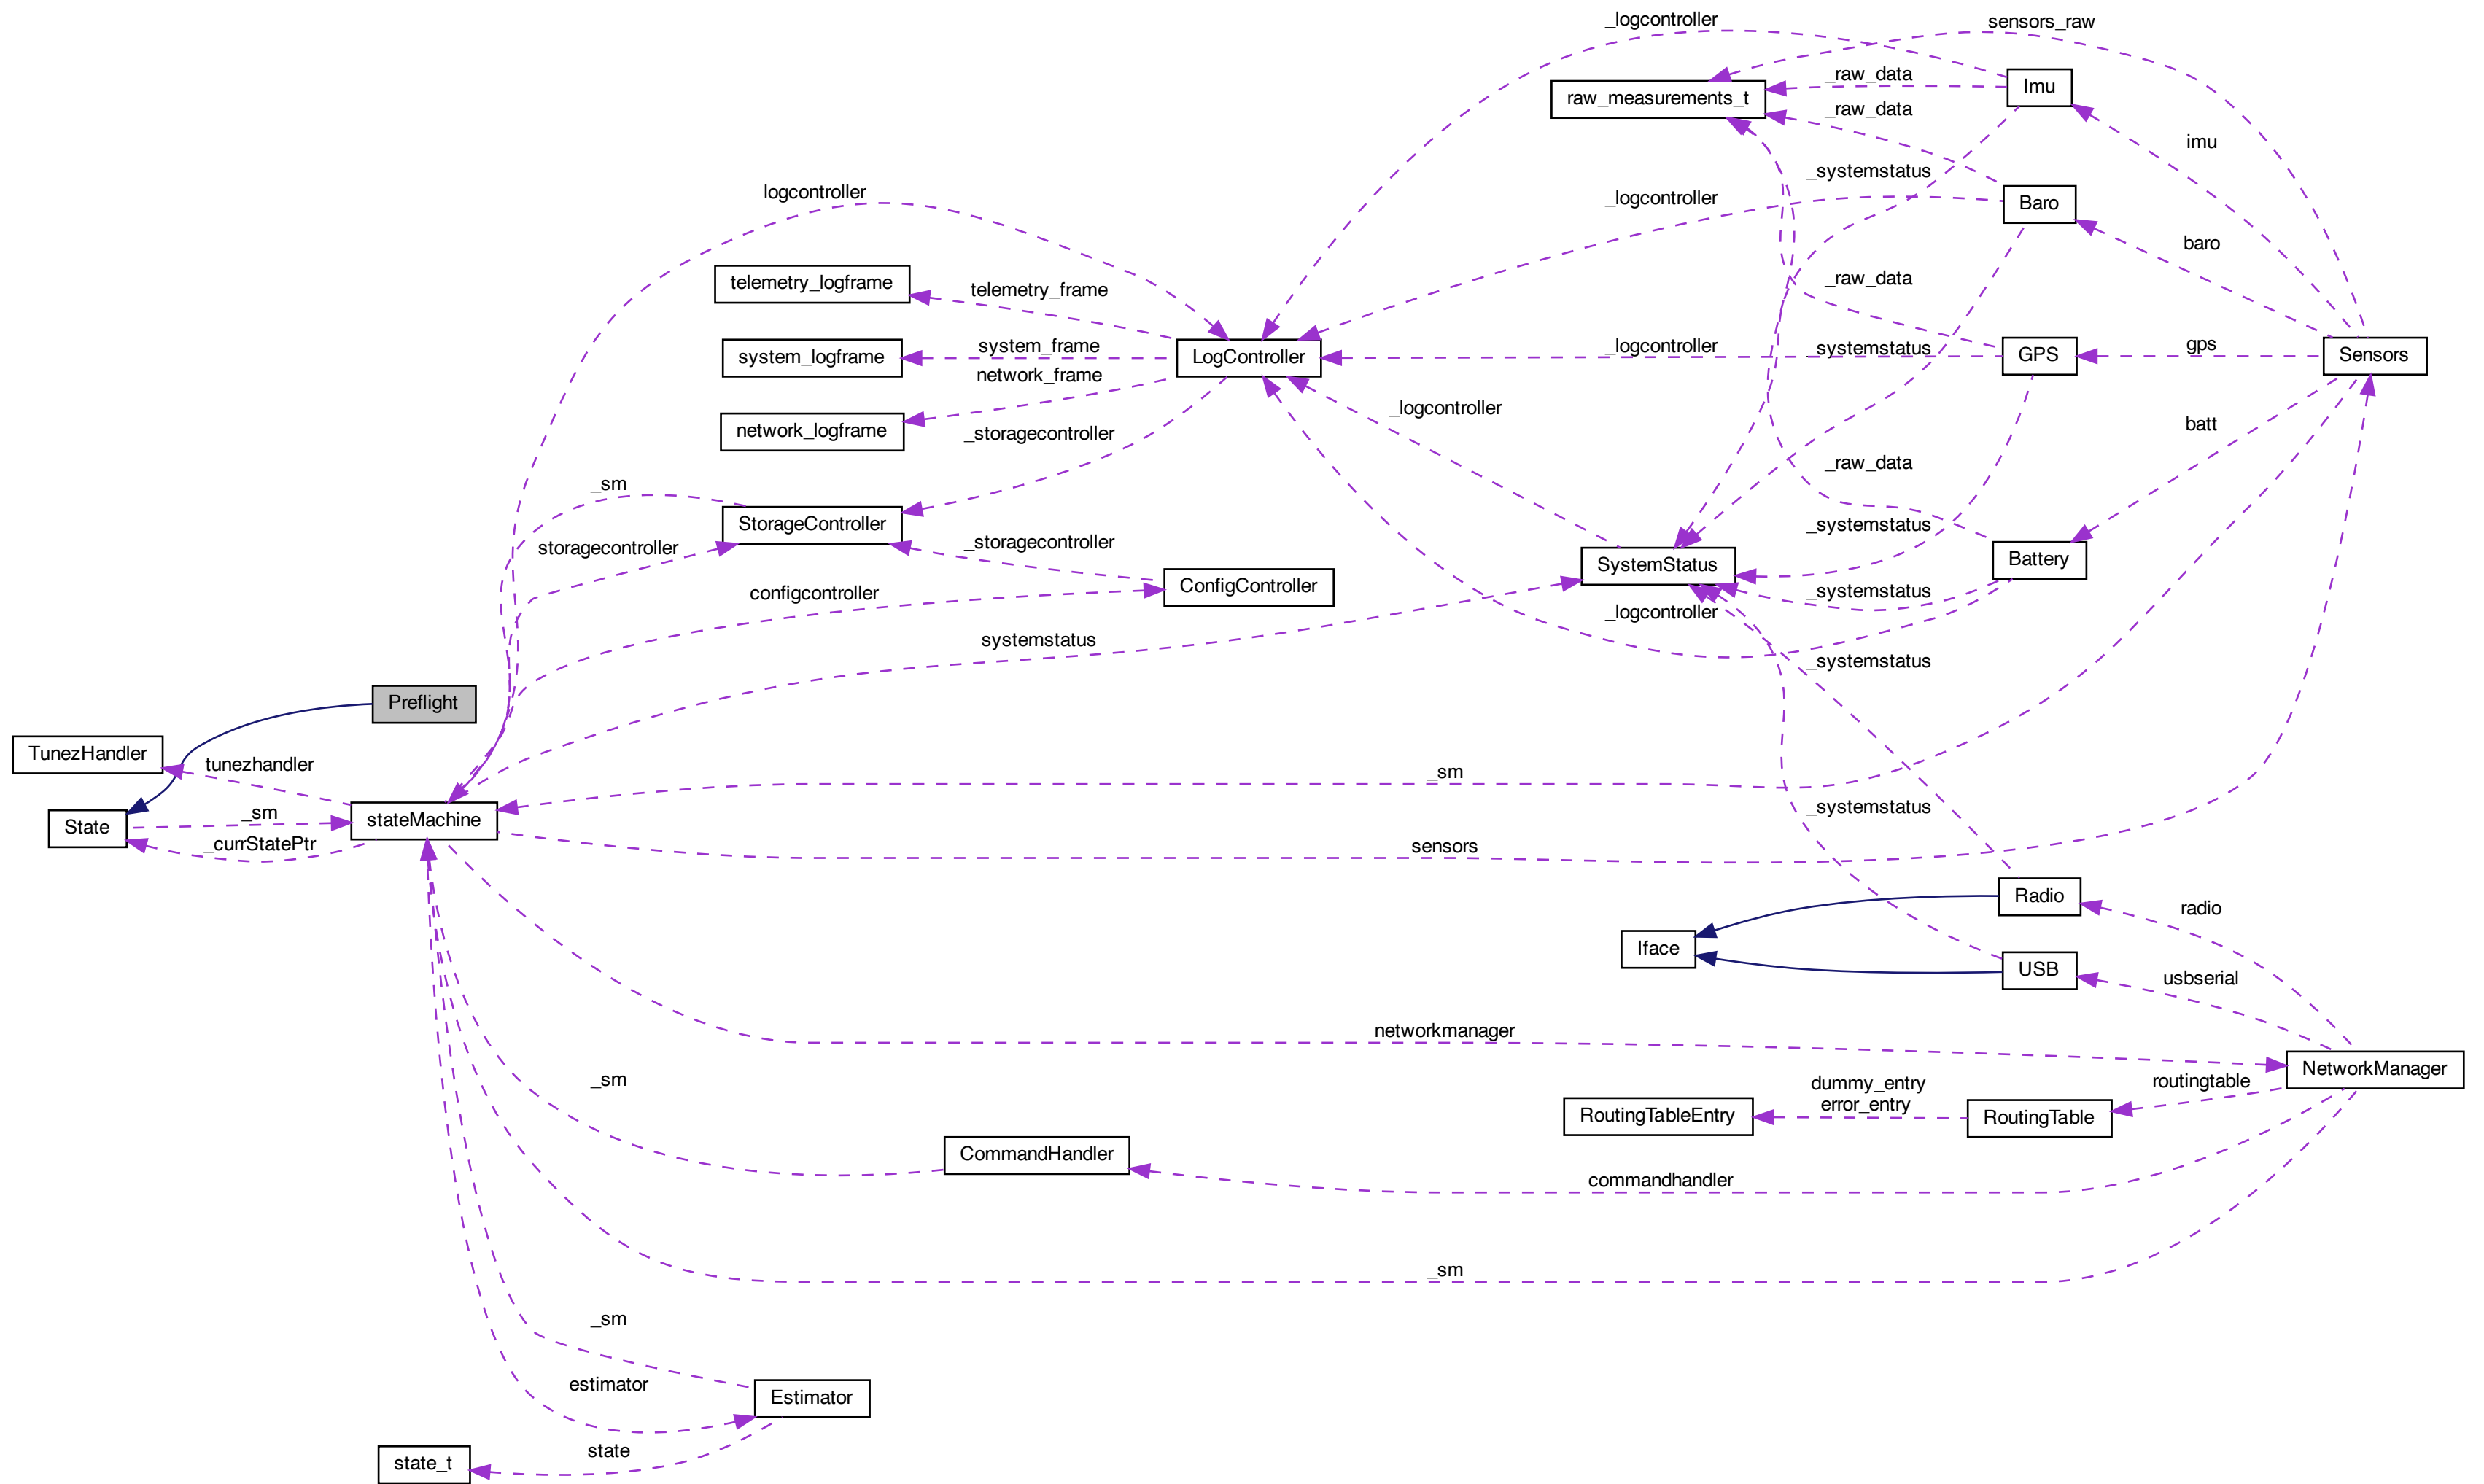 _logcontroller
sensors_raw
_raw_data
Imu
raw_measurements_t
_raw_data
imu
_systemstatus
logcontroller
_logcontroller
Baro
baro
telemetry_logframe
telemetry_frame
_raw_data
system_logframe
system_frame
LogController
_logcontroller
systemstatus
GPS
gps
Sensors
network_frame
network_logframe
_storagecontroller
_logcontroller
batt
_raw_data
_sm
StorageController
storagecontroller
_storagecontroller
_systemstatus
SystemStatus
Battery
configcontroller
ConfigController
_systemstatus
_logcontroller
systemstatus
_systemstatus
Preflight
TunezHandler
tunezhandler
_sm
_systemstatus
State
_sm
stateMachine
_currStatePtr
sensors
Radio
radio
Iface
USB
usbserial
networkmanager
NetworkManager
_sm
dummy_entry
error_entry
routingtable
RoutingTableEntry
RoutingTable
CommandHandler
commandhandler
_sm
_sm
estimator
Estimator
state
state_t